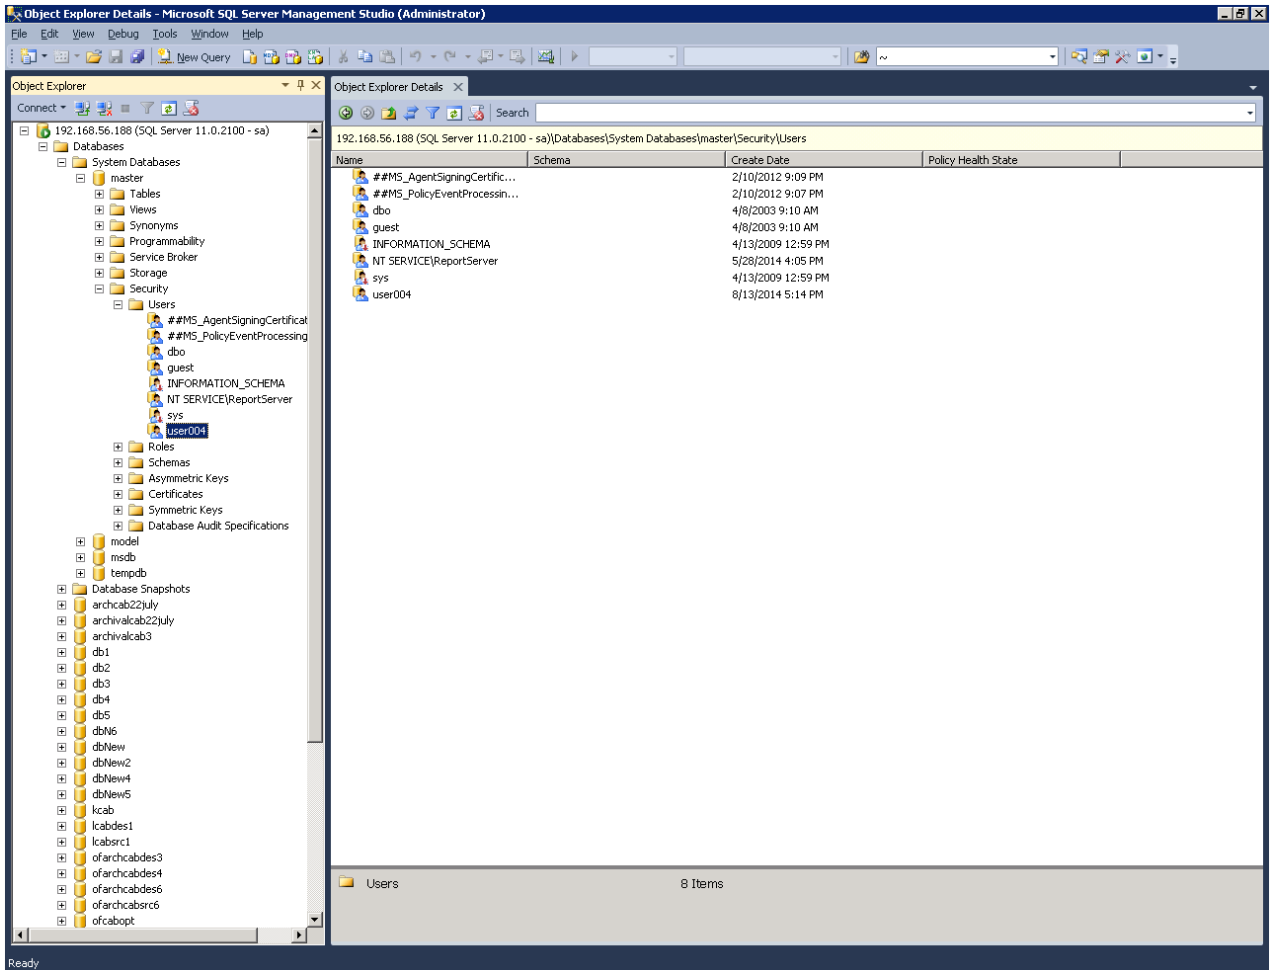 Object Explorer Details - Microsoft SQL Server Management Studio (Administrator)
File Edit View Debug Tools Window Help
New Query
~
Object Explorer
Connect
192.168.56.188 (SQL Server 11.0.2100 - sa)
Databases
System Databases
master
Tables
Views
Synonyms
Programmability
Service Broker
Storage
Security
Users
##MS_AgentSigningCertificat
##MS_PolicyEventProcessing
dbo
guest
INFORMATION_SCHEMA
NT SERVICE\ReportServer
sys
user004
Roles
Schemas
Asymmetric Keys
Certificates
Symmetric Keys
Database Audit Specifications
model
msdb
tempdb
Database Snapshots
archcab22july
archivalcab22july
archivalcab3
db1
db2
db3
db4
db5
dbN6
dbNew
dbNew2
dbNew4
dbNew5
kcab
lcabdes1
lcabsrc1
ofarchcabdes3
ofarchcabdes4
ofarchcabdes6
ofarchcabsrc6
ofcabopt
Object Explorer Details
Search
192.168.56.188 (SQL Server 11.0.2100 - sa)\Databases\System Databases\master\Security\Users
Name Schema Create Date Policy Health State
##MS_AgentSigningCertific... 2/10/2012 9:09 PM
##MS_PolicyEventProcessin... 2/10/2012 9:07 PM
dbo 4/8/2003 9:10 AM
guest 4/8/2003 9:10 AM
INFORMATION_SCHEMA 4/13/2009 12:59 PM
NT SERVICE\ReportServer 5/28/2014 4:05 PM
sys 4/13/2009 12:59 PM
user004 8/13/2014 5:14 PM
Users 8 Items
Ready